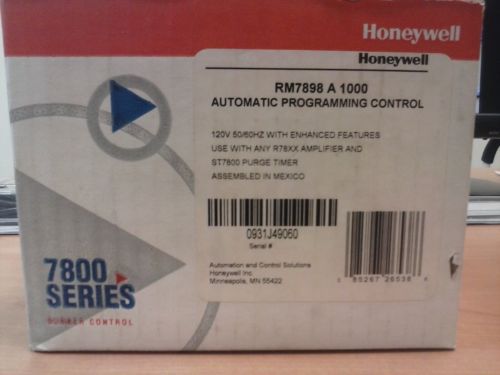 Honeywell
Honeywell
RM7898 A 1000
AUTOMATIC PROGRAMMING CONTROL
120V 50/60HZ WITH ENHANCED FEATURES
USE WITH ANY R78XX AMPLIFIER AND
ST7800 PURGE TIMER
ASSEMBLED IN MEXICO
0931J49060
Serial #
Automation and Control Solutions
Honeywell Inc.
Minneapolis, MN 55422
85267 26538
7800
SERIES
BURNER CONTROL